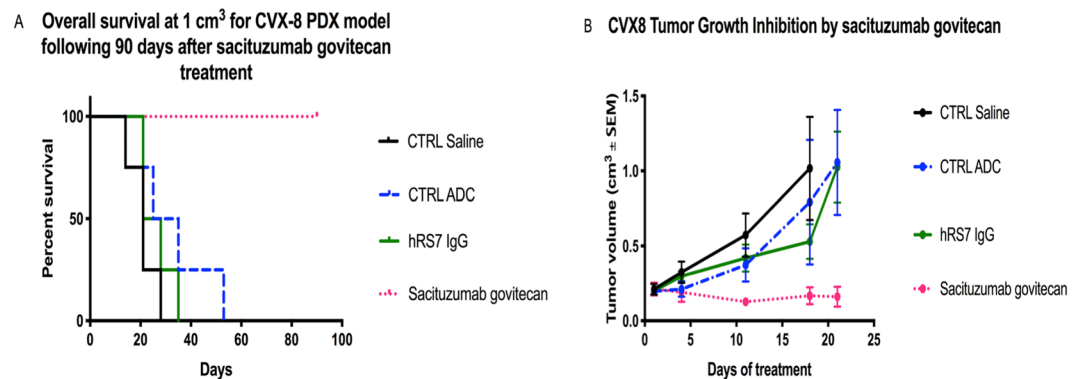 A
Overall survival at 1 cm³ for CVX-8 PDX model
following 90 days after sacituzumab govitecan
treatment
Percent survival
100
50
0
0 20 40 60 80 100
Days
CTRL Saline
CTRL ADC
hRS7 IgG
Sacituzumab govitecan
B
CVX8 Tumor Growth Inhibition by sacituzumab govitecan
Tumor volume (cm³ ± SEM)
1.5
1.0
0.5
0.0
0 5 10 15 20 25
Days of treatment
CTRL Saline
CTRL ADC
hRS7 IgG
Sacituzumab govitecan